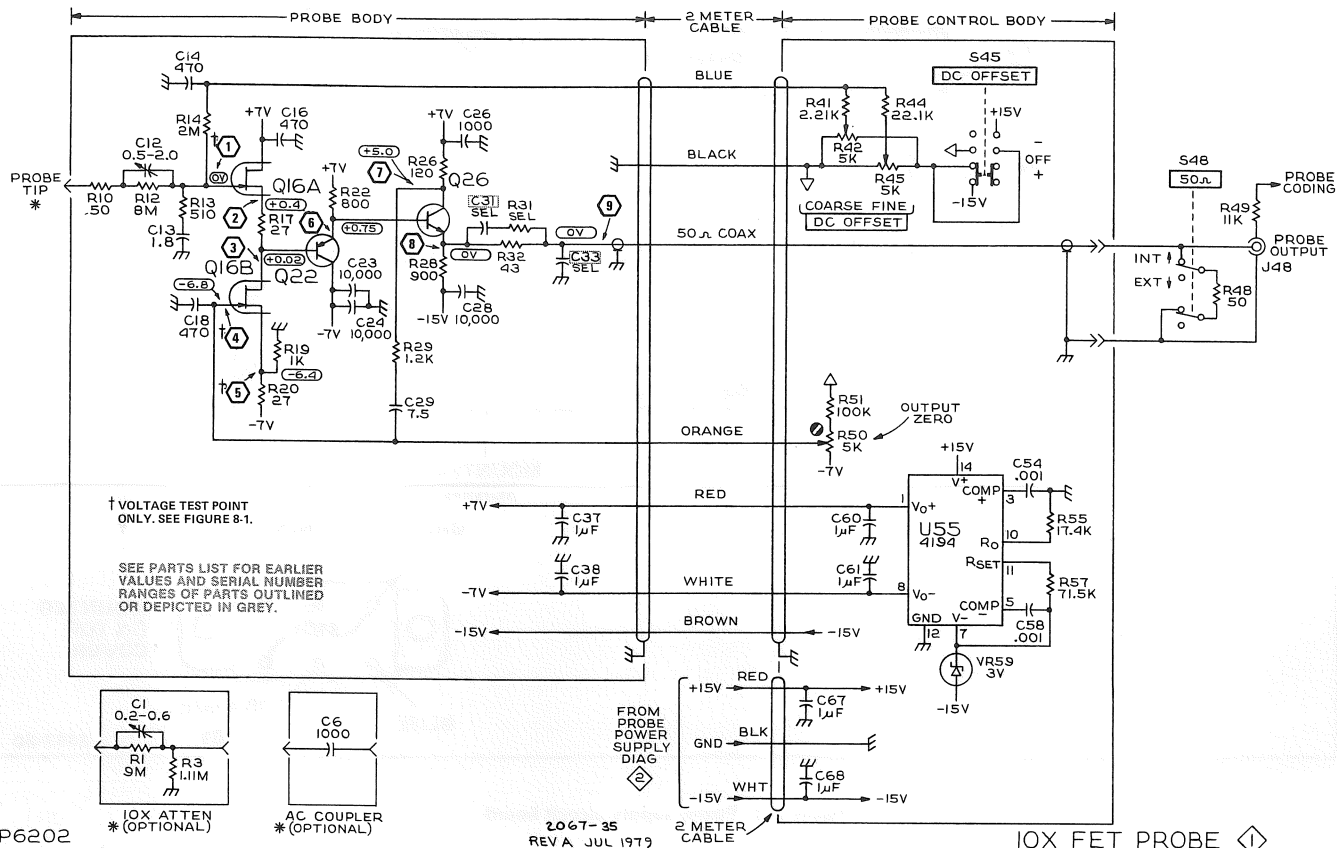 PROBE BODY
2 METER
CABLE
PROBE CONTROL BODY
C14
470
BLUE
S45
DC OFFSET
+15V
R14
2M
+7V
C16
470
+7V
C26
1000
R41
2.21K
R44
22.1K
C12
0.5-2.0
† 1
0V
+7V
+5.0
7
R26
120
BLACK
R42
5K
R45
5K
-
OFF
+
-15V
S48
50Ω
PROBE
TIP
*
R10
50
R12
8M
R13
510
Q16A
+0.4
R22
800
Q26
C31
SEL
R31
SEL
COARSE FINE
DC OFFSET
PROBE
CODING
R49
11K
2
R17
27
6
+0.75
9
0V
50Ω COAX
C13
1.8
3
+0.02
8
0V
R32
43
C33
SEL
INT
EXT
R48
50
PROBE
OUTPUT
J48
Q16B
-6.8
Q22
C23
10,000
R28
900
C18
470
† 4
C24
10,000
-7V
-15V
C28
10,000
R19
1K
† 5
-6.4
R20
27
-7V
R29
1.2K
C29
7.5
R51
100K
OUTPUT
ZERO
ORANGE
R50
5K
-7V
+15V
14
V+
COMP
+
3
C54
.001
† VOLTAGE TEST POINT
ONLY. SEE FIGURE 8-1.
+7V
C37
1µF
RED
C60
1µF
1
VO+
U55
4194
RO
10
R55
17.4K
SEE PARTS LIST FOR EARLIER
VALUES AND SERIAL NUMBER
RANGES OF PARTS OUTLINED
OR DEPICTED IN GREY.
C38
1µF
-7V
WHITE
C61
1µF
8
VO-
RSET
11
R57
71.5K
COMP
-
5
C58
.001
-15V
BROWN
-15V
GND
12
V-
7
VR59
3V
-15V
C1
0.2-0.6
R1
.9M
R3
1.11M
10X ATTEN
*(OPTIONAL)
C6
1000
AC COUPLER
*(OPTIONAL)
FROM
PROBE
POWER
SUPPLY
DIAG
2
+15V
RED
C67
1µF
+15V
GND
BLK
-15V
WHT
C68
1µF
-15V
2 METER
CABLE
P6202
2067-35
REV A JUL 1979
10X FET PROBE 1